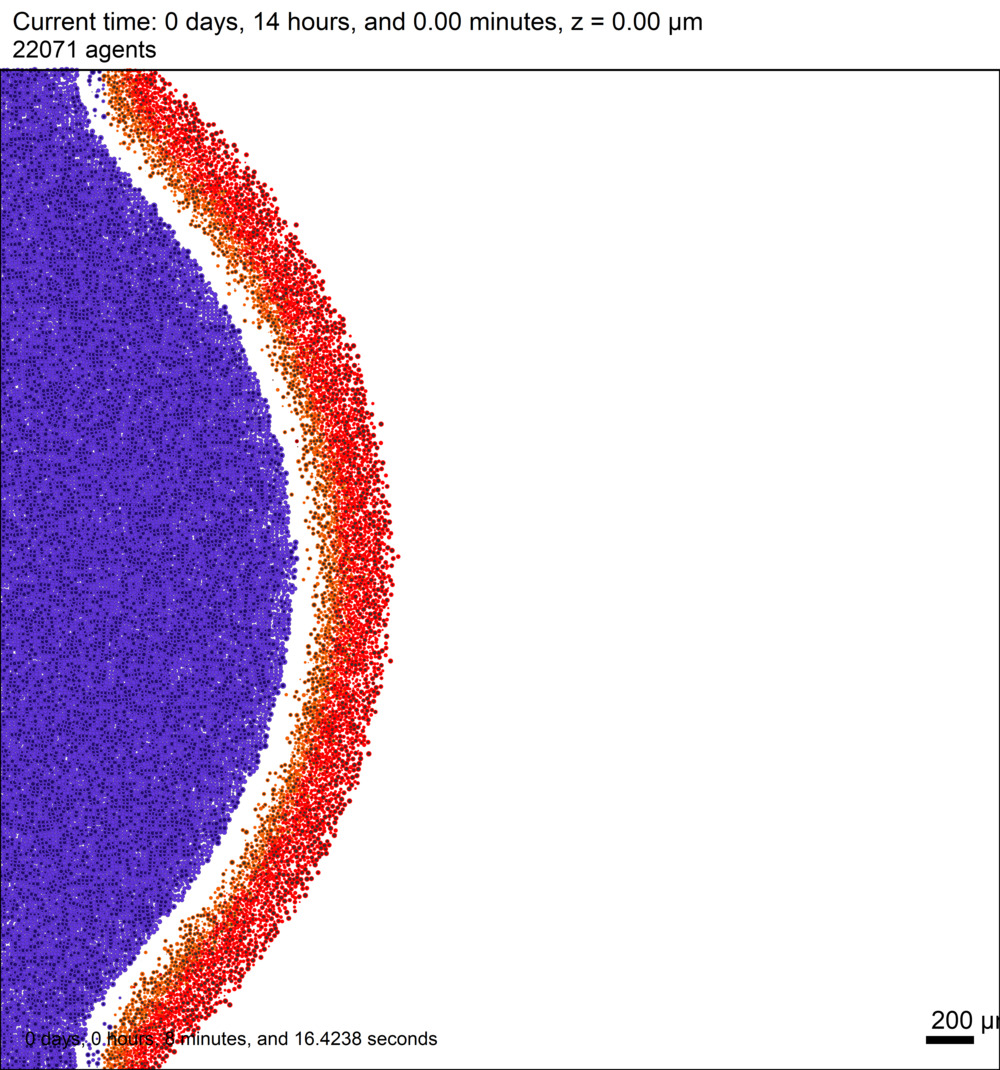 Current time: 0 days, 14 hours, and 0.00 minutes, z = 0.00 μm
22071 agents
200 μm
0 days, 0 hours, 8 minutes, and 16.4238 seconds